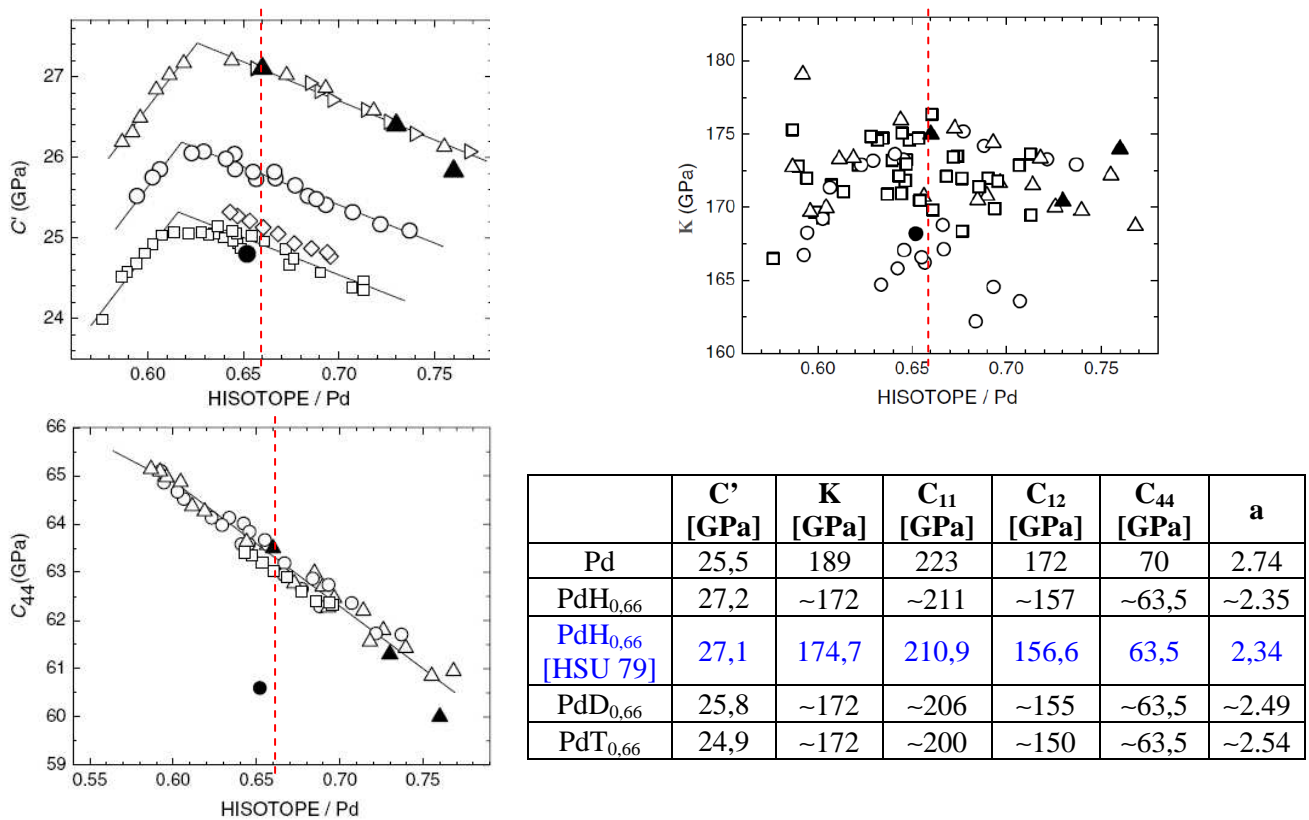 27
26
25
24
C' (GPa)
0.60
0.65
0.70
0.75
HISOTOPE / Pd
180
175
170
165
160
K (GPa)
0.60
0.65
0.70
0.75
HISOTOPE / Pd
66
65
64
63
62
61
60
59
C44(GPa)
0.55
0.60
0.65
0.70
0.75
HISOTOPE / Pd
C’ [GPa] K [GPa] C11 [GPa] C12 [GPa] C44 [GPa] a
Pd 25,5 189 223 172 70 2.74
PdH0,66 27,2 ~172 ~211 ~157 ~63,5 ~2.35
PdH0,66 [HSU 79] 27,1 174,7 210,9 156,6 63,5 2,34
PdD0,66 25,8 ~172 ~206 ~155 ~63,5 ~2.49
PdT0,66 24,9 ~172 ~200 ~150 ~63,5 ~2.54